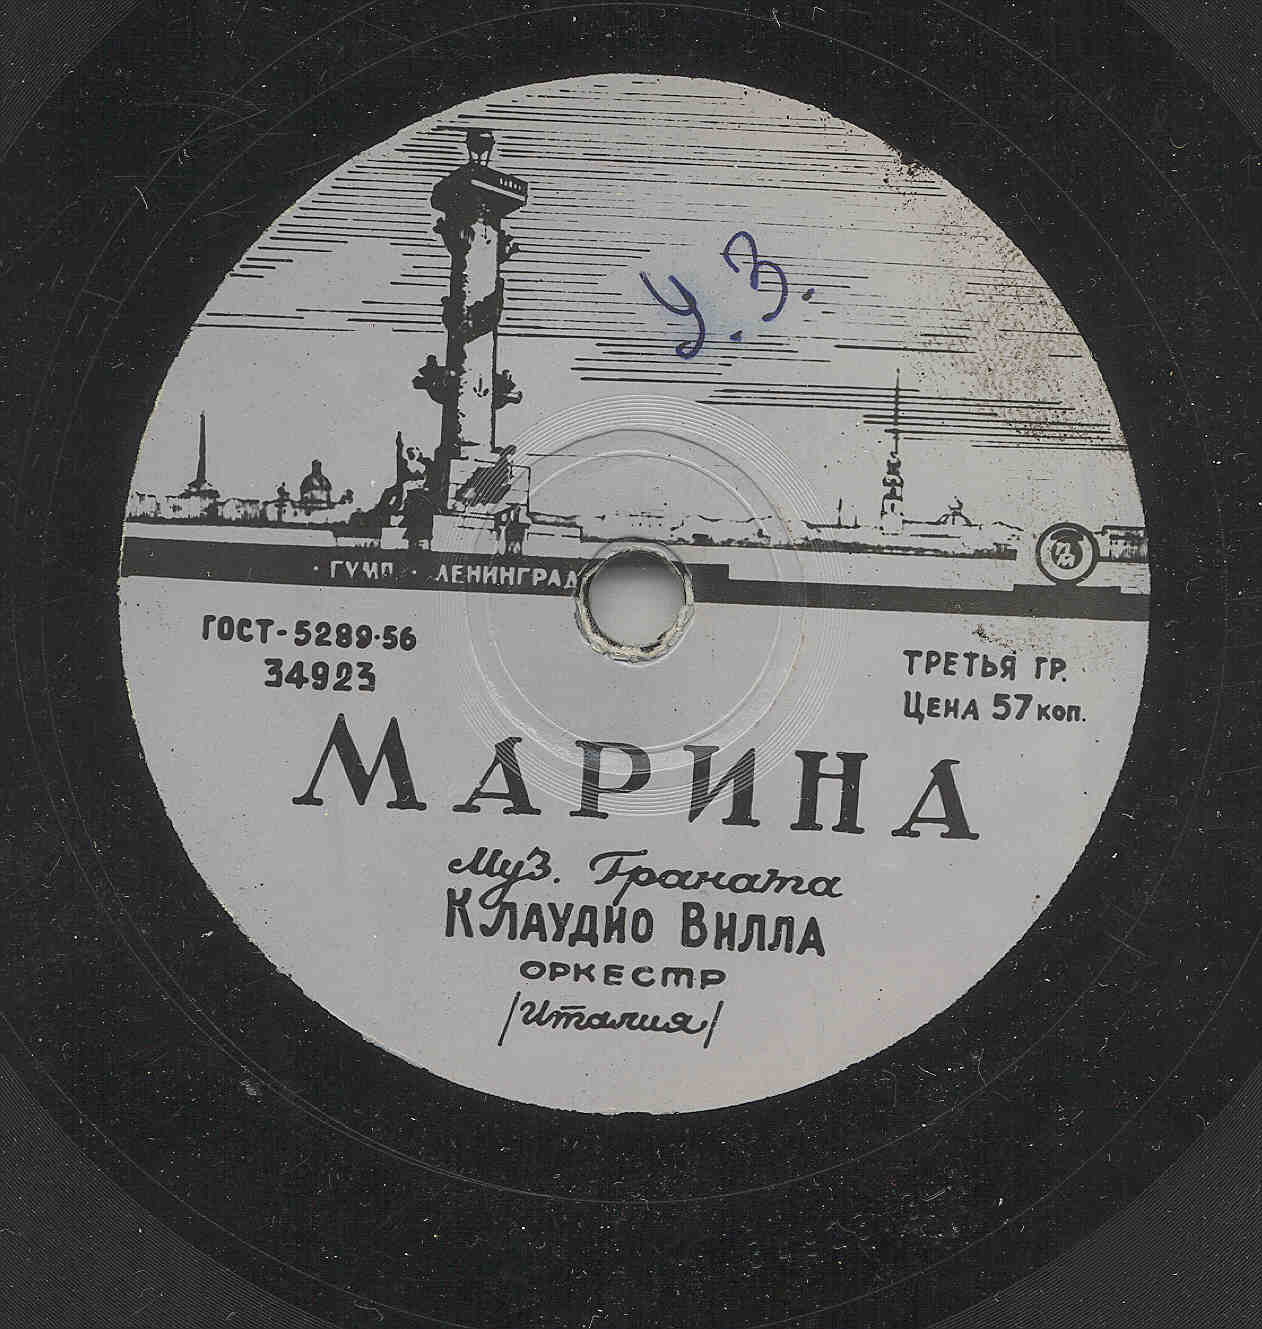 У.З.
· ГУМП · ЛЕНИНГРАД
ГОСТ-5289-56
34923
ТРЕТЬЯ ГР.
ЦЕНА 57 КОП.
МАРИНА
Муз. Граната
КЛАУДИО ВИЛЛА
ОРКЕСТР
/Италия/